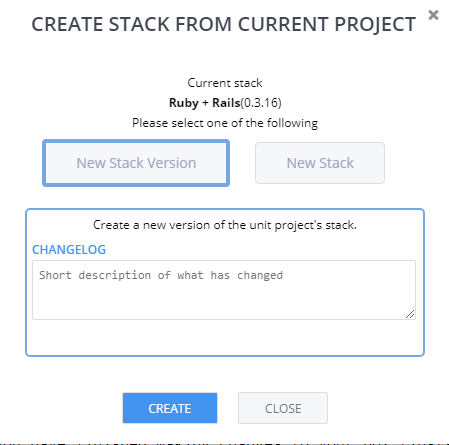 CREATE STACK FROM CURRENT PROJECT ×
Current stack
Ruby + Rails(0.3.16)
Please select one of the following
New Stack Version
New Stack
Create a new version of the unit project's stack.
CHANGELOG
Short description of what has changed
CREATE
CLOSE